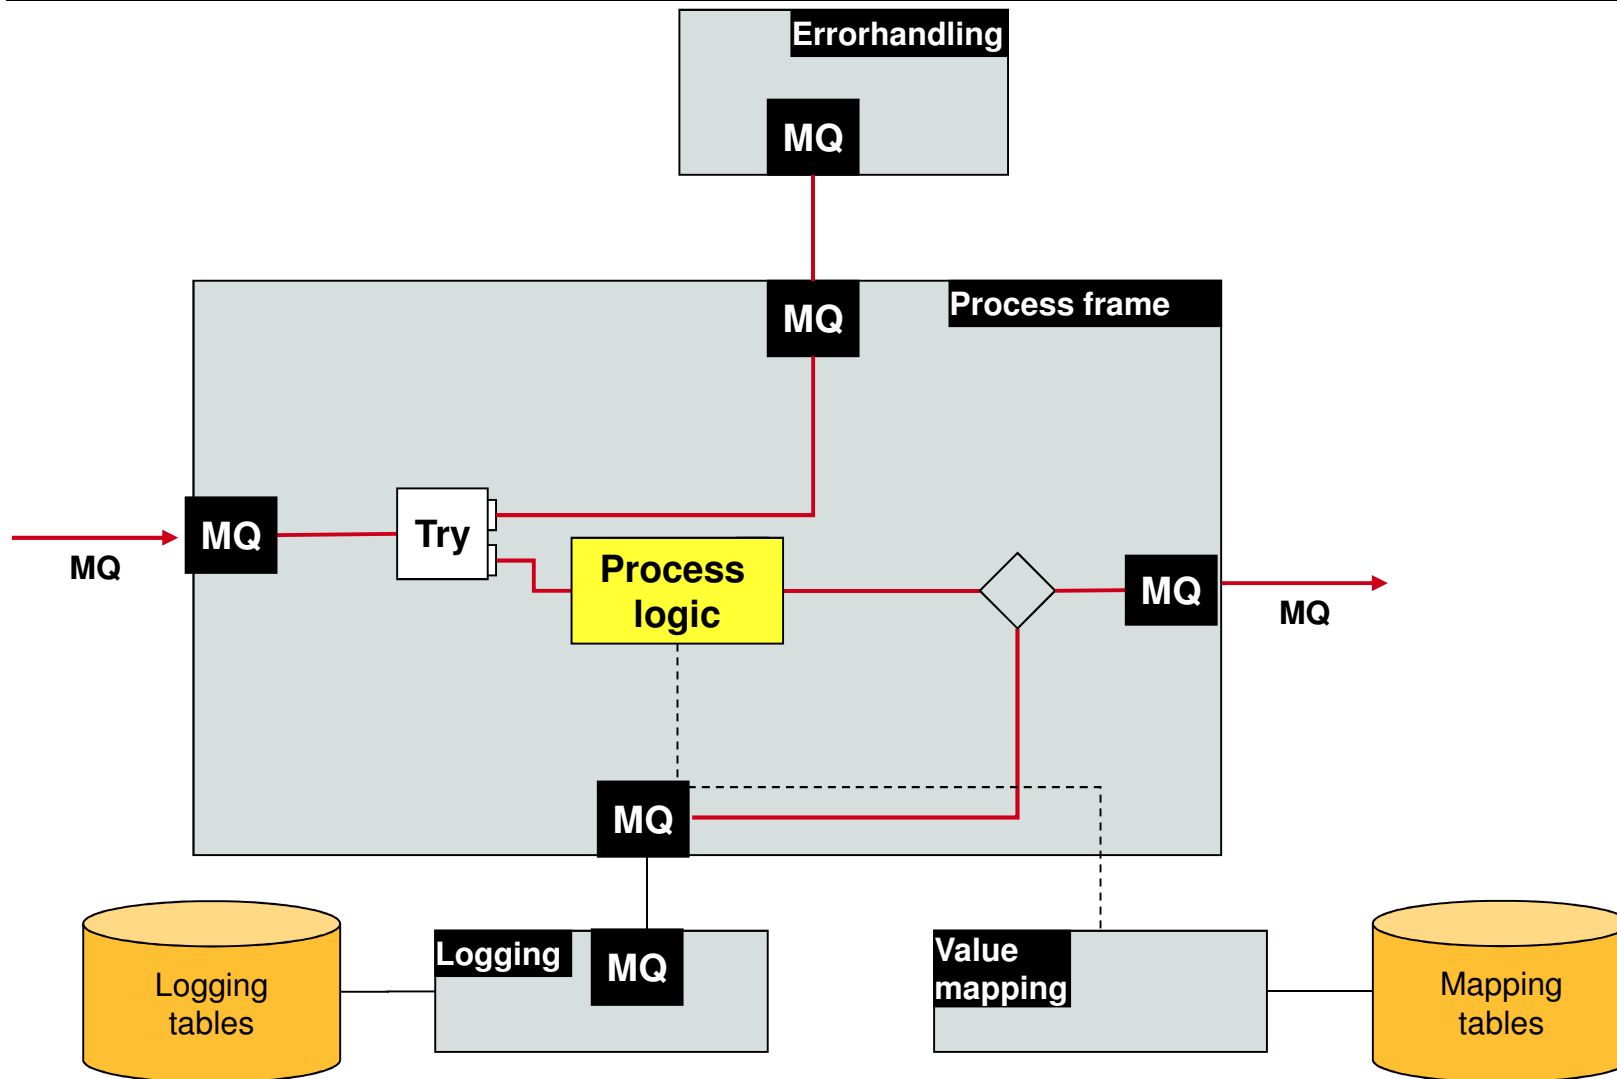 Errorhandling
MQ
MQ
Process frame
MQ
Try
MQ
Process
logic
MQ
MQ
MQ
Logging
MQ
Logging
tables
Value
mapping
Mapping
tables